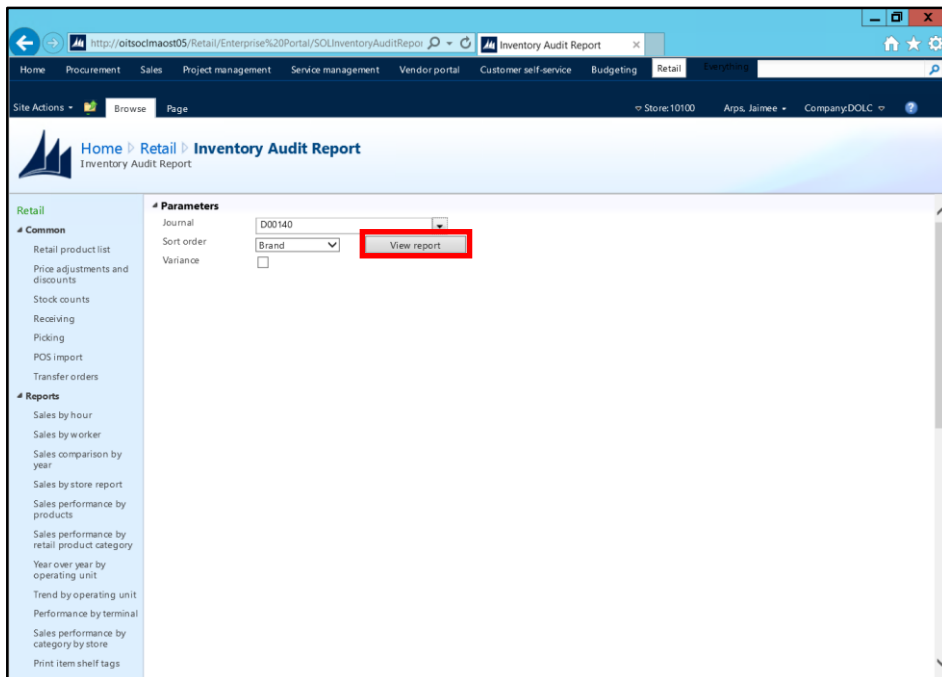 http://oitsoclmaost05/Retail/Enterprise%20Portal/SOLInventoryAuditRepor
Inventory Audit Report
Home Procurement Sales Project management Service management Vendor portal Customer self-service Budgeting Retail Everything
Site Actions Browse Page Store:10100 Arps, Jaimee Company:DOLC
Home Retail Inventory Audit Report
Inventory Audit Report
Retail
Common
Retail product list
Price adjustments and
discounts
Stock counts
Receiving
Picking
POS import
Transfer orders
Reports
Sales by hour
Sales by worker
Sales comparison by
year
Sales by store report
Sales performance by
products
Sales performance by
retail product category
Year over year by
operating unit
Trend by operating unit
Performance by terminal
Sales performance by
category by store
Print item shelf tags
Parameters
Journal D00140
Sort order Brand View report
Variance